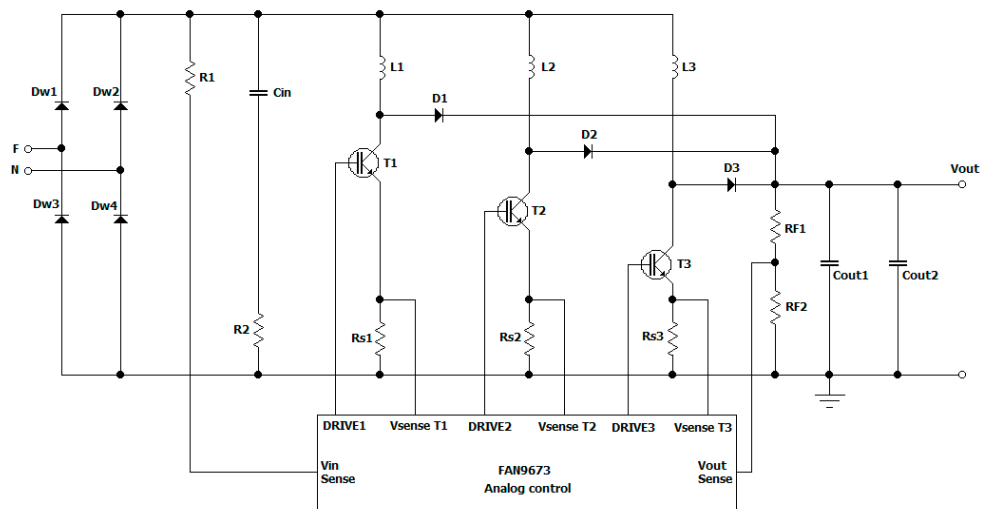 L1
L2
L3
R1
Dw1
Dw2
Cin
D1
D2
F
N
T1
D3
Vout
Dw3
Dw4
T2
RF1
T3
Cout1
Cout2
RF2
R2
Rs1
Rs2
Rs3
DRIVE1
Vsense T1
DRIVE2
Vsense T2
DRIVE3
Vsense T3
Vin
Sense
FAN9673
Analog control
Vout
Sense